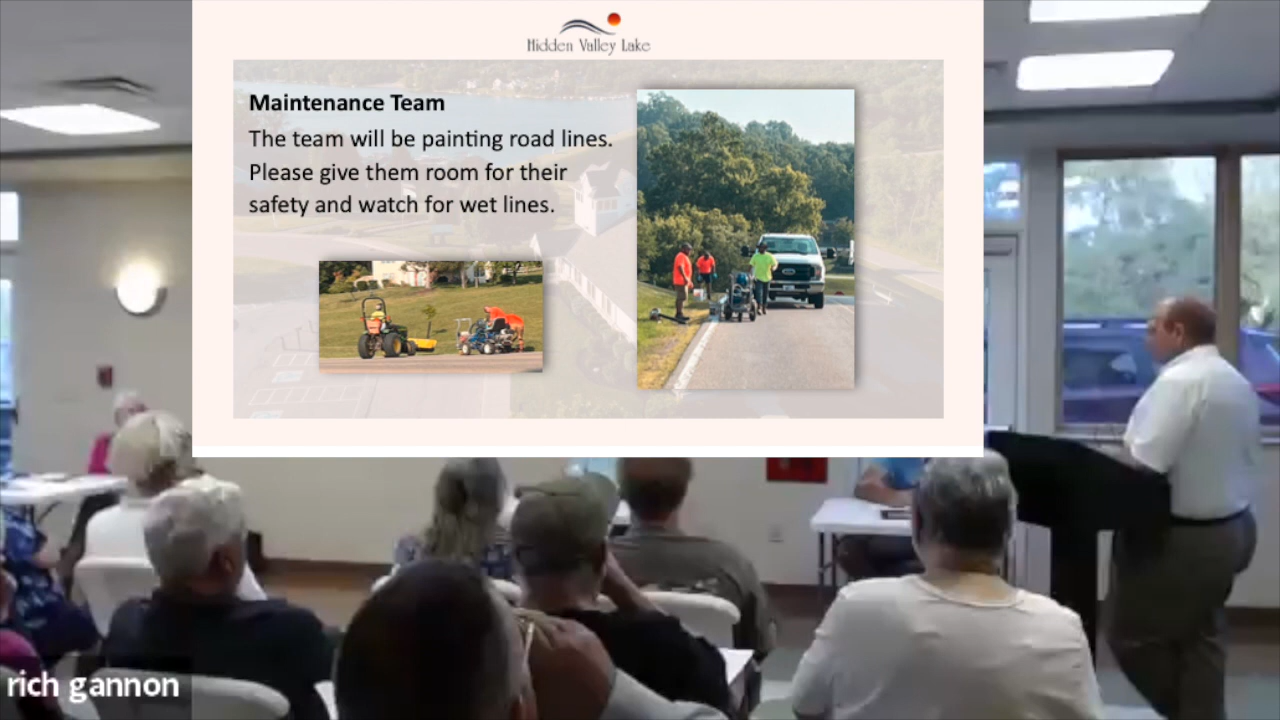 Hidden Valley Lake
Maintenance Team
The team will be painting road lines.
Please give them room for their
safety and watch for wet lines.
rich gannon